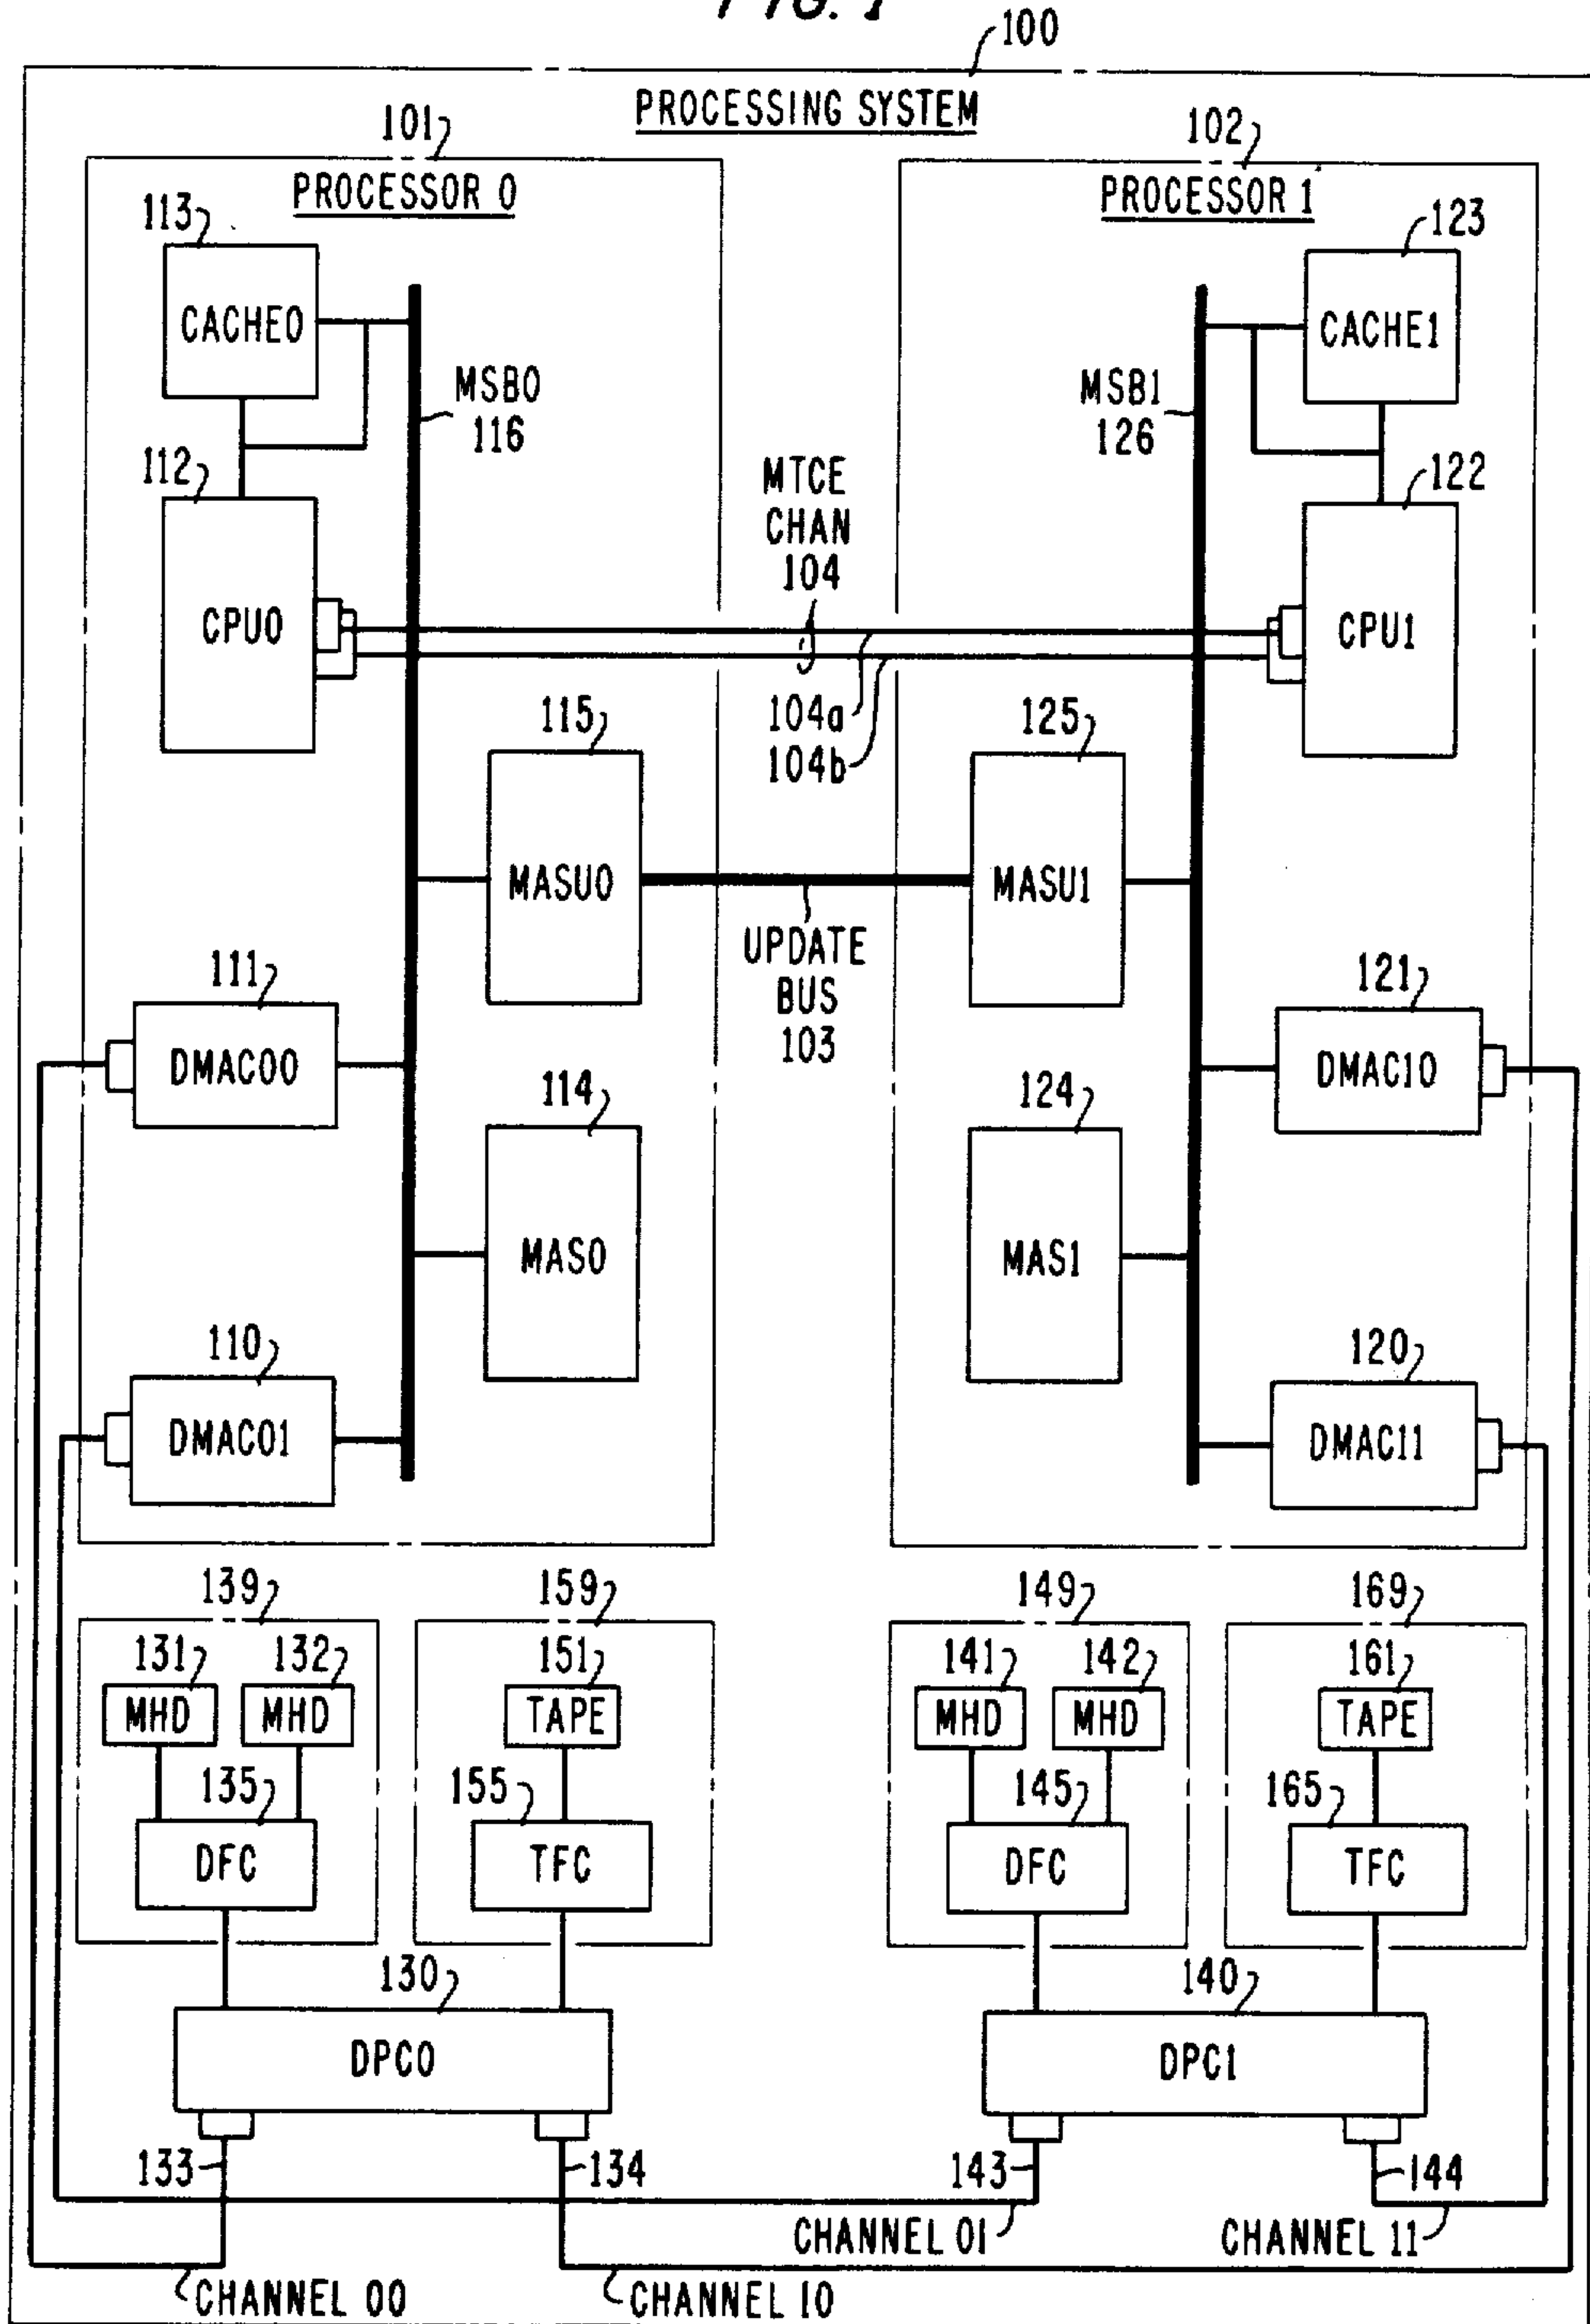 FIG. 1
100
PROCESSING SYSTEM
101
102
PROCESSOR 0
PROCESSOR 1
113
123
CACHE0
CACHE1
MSB0
116
MSB1
126
112
122
MTCE
CHAN
104
CPU0
CPU1
104a
104b
115
125
MASU0
MASU1
UPDATE
BUS
103
111
121
DMAC00
DMAC10
114
124
MAS0
MAS1
110
120
DMAC01
DMAC11
139
159
149
169
131
132
151
141
142
161
MHD
MHD
TAPE
MHD
MHD
TAPE
135
155
145
165
DFC
TFC
DFC
TFC
130
140
DPC0
DPC1
133
134
143
144
CHANNEL 01
CHANNEL 11
CHANNEL 00
CHANNEL 10